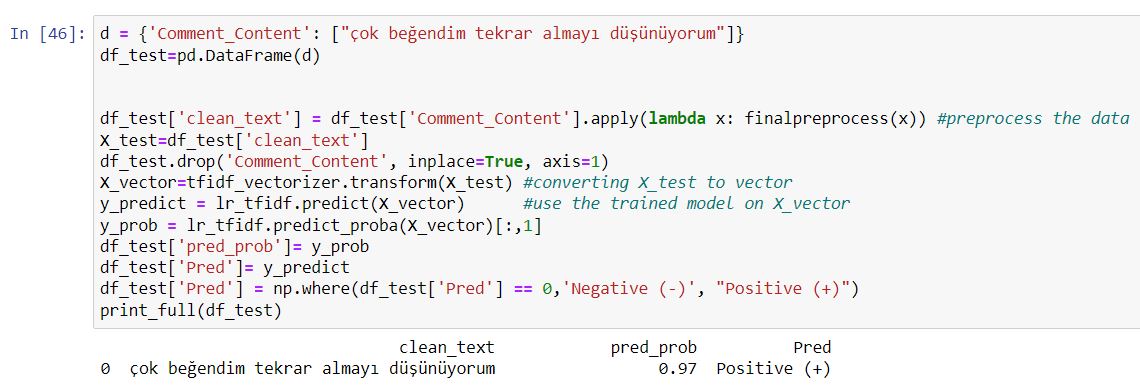 In [46]: d = {'Comment_Content': ["çok beğendim tekrar almayı düşünüyorum"]}
df_test=pd.DataFrame(d)
df_test['clean_text'] = df_test['Comment_Content'].apply(lambda x: finalpreprocess(x)) #preprocess the data
X_test=df_test['clean_text']
df_test.drop('Comment_Content', inplace=True, axis=1)
X_vector=tfidf_vectorizer.transform(X_test) #converting X_test to vector
y_predict = lr_tfidf.predict(X_vector)      #use the trained model on X_vector
y_prob = lr_tfidf.predict_proba(X_vector)[:,1]
df_test['pred_prob']= y_prob
df_test['Pred']= y_predict
df_test['Pred'] = np.where(df_test['Pred'] == 0,'Negative (-)', "Positive (+)")
print_full(df_test)
clean_text pred_prob Pred
0 çok beğendim tekrar almayı düşünüyorum 0.97 Positive (+)